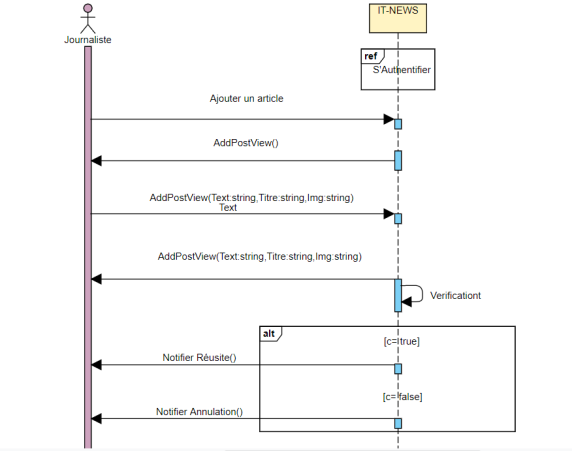 IT-NEWS
Journaliste
ref
S'Authentifier
Ajouter un article
AddPostView()
AddPostView(Text:string,Titre:string,Img:string)
Text
AddPostView(Text:string,Titre:string,Img:string)
Verificationt
alt
[c= true]
Notifier Réusite()
[c= false]
Notifier Annulation()